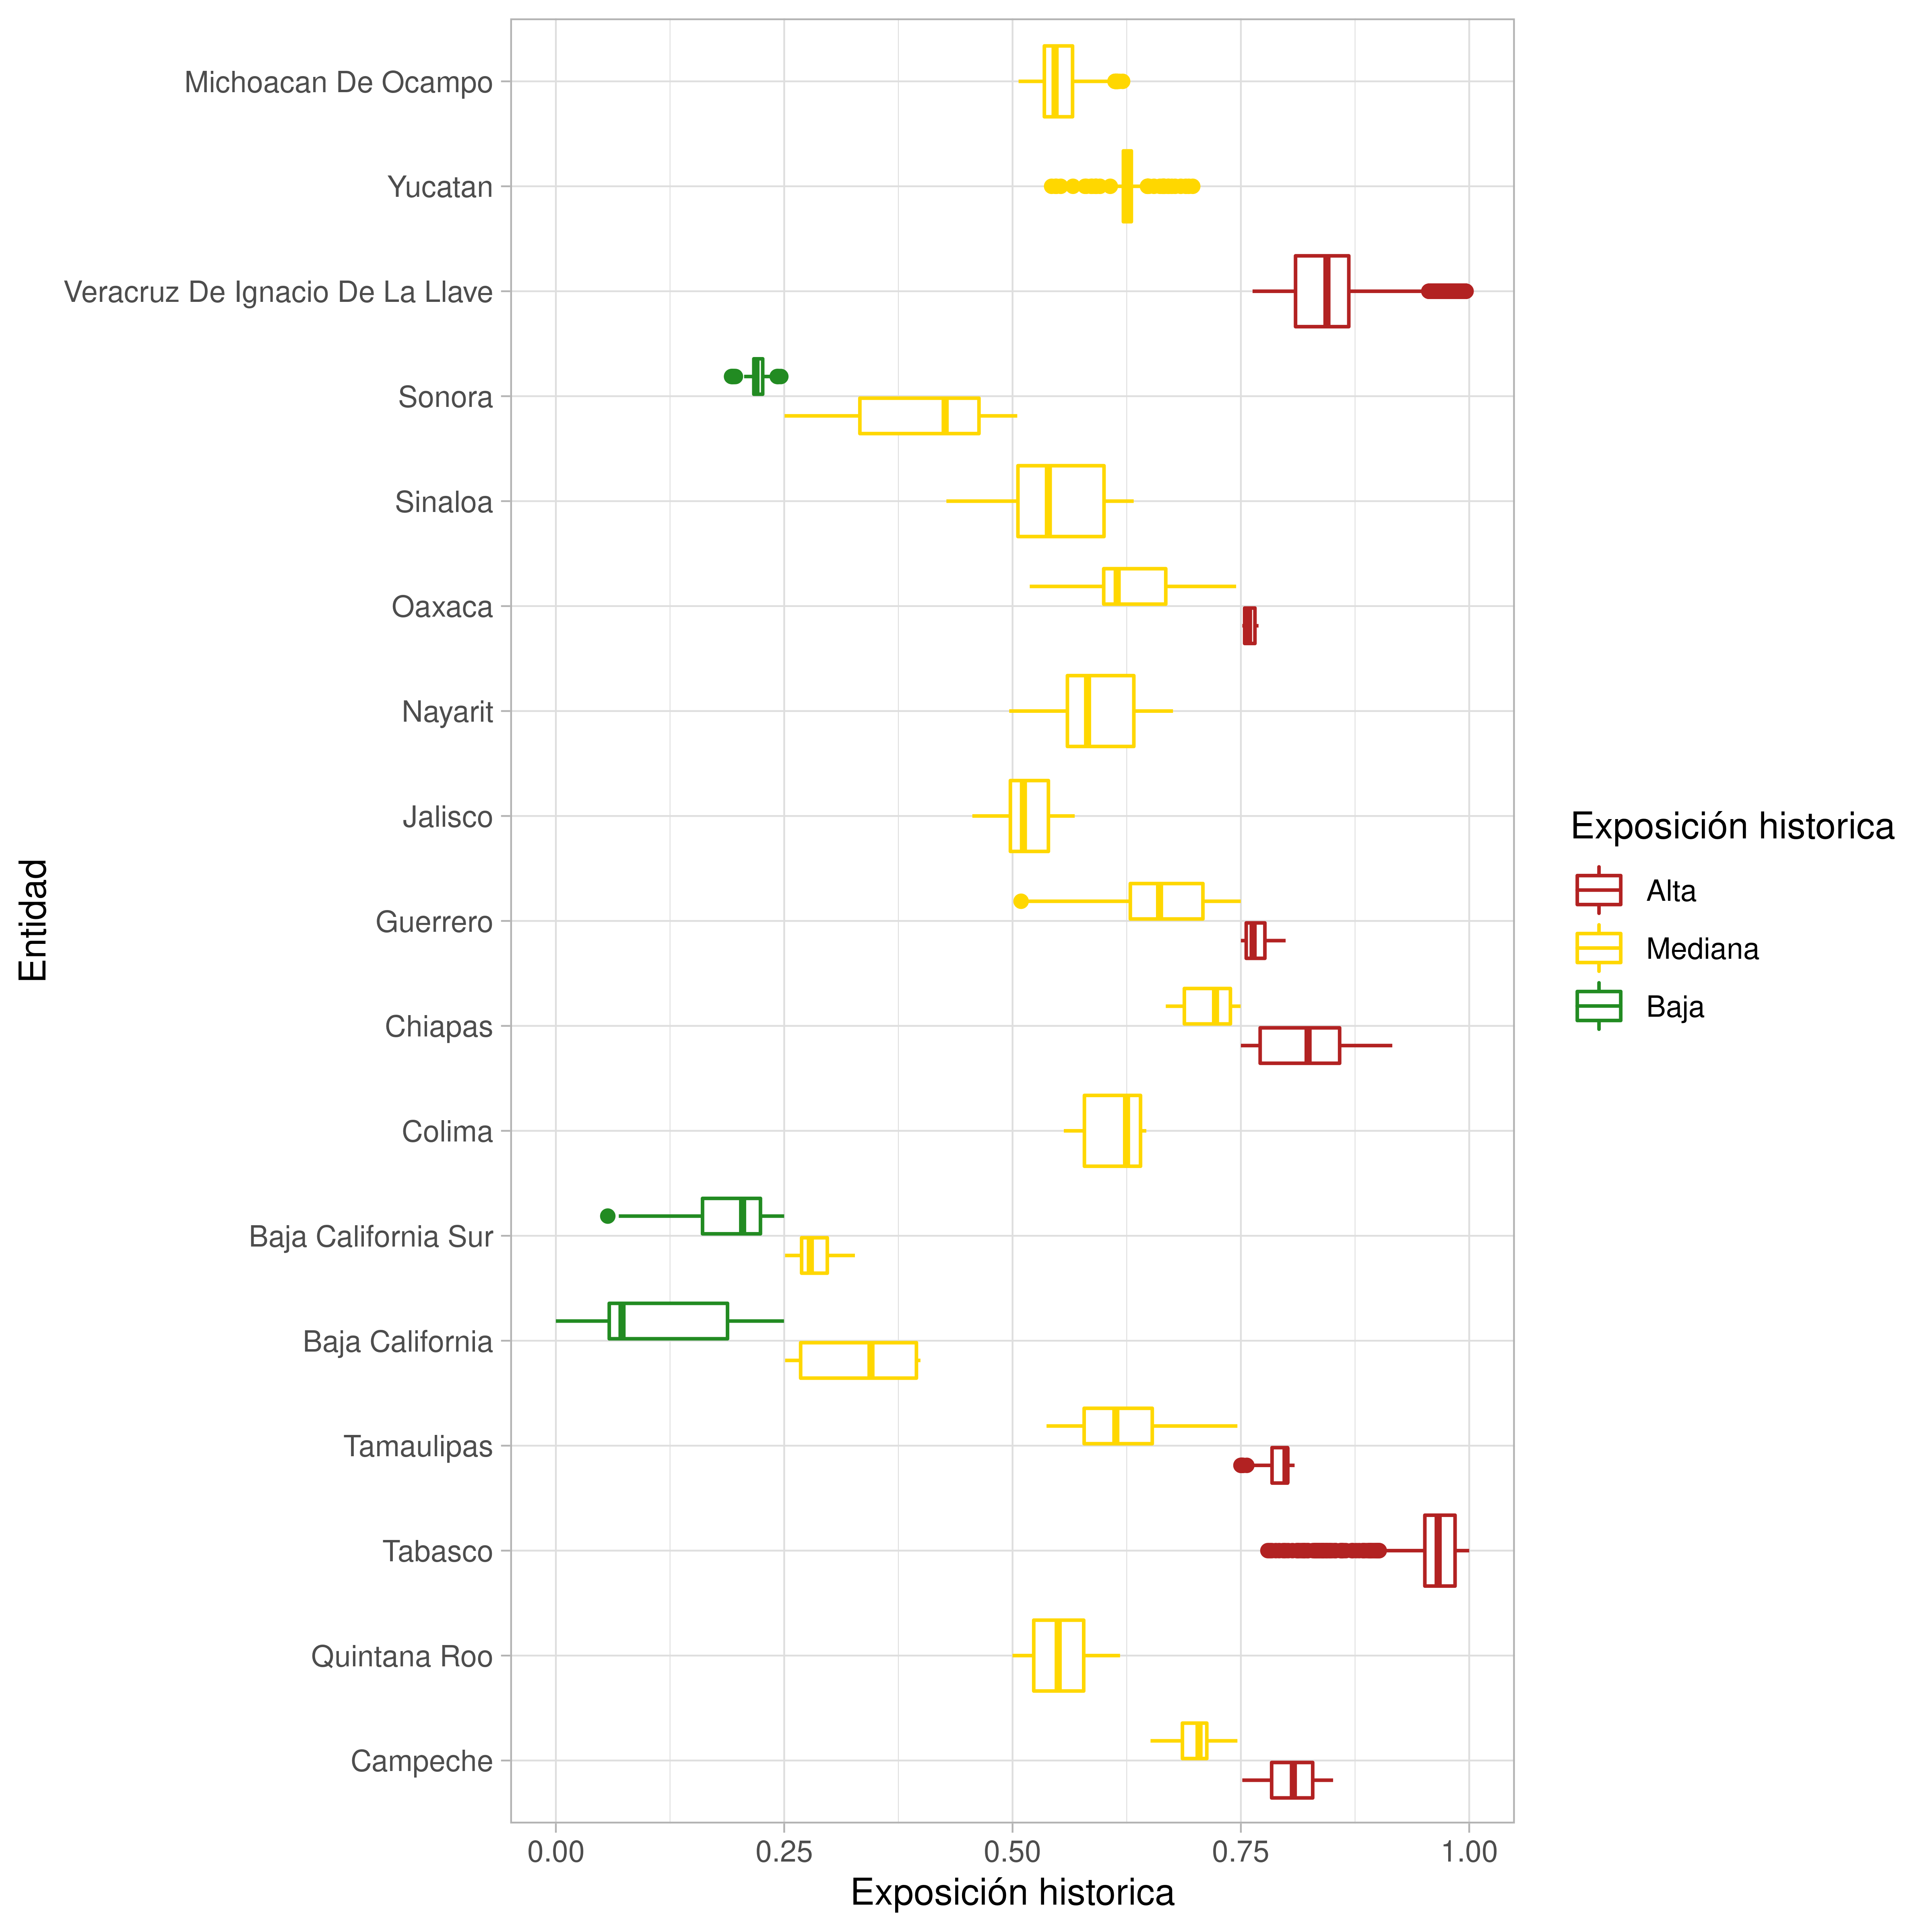 Michoacan De Ocampo
Yucatan
Veracruz De Ignacio De La Llave
Sonora
Sinaloa
Oaxaca
Nayarit
Jalisco
Guerrero
Chiapas
Colima
Baja California Sur
Baja California
Tamaulipas
Tabasco
Quintana Roo
Campeche
Entidad
0.00 0.25 0.50 0.75 1.00
Exposición historica
Exposición historica
Alta
Mediana
Baja